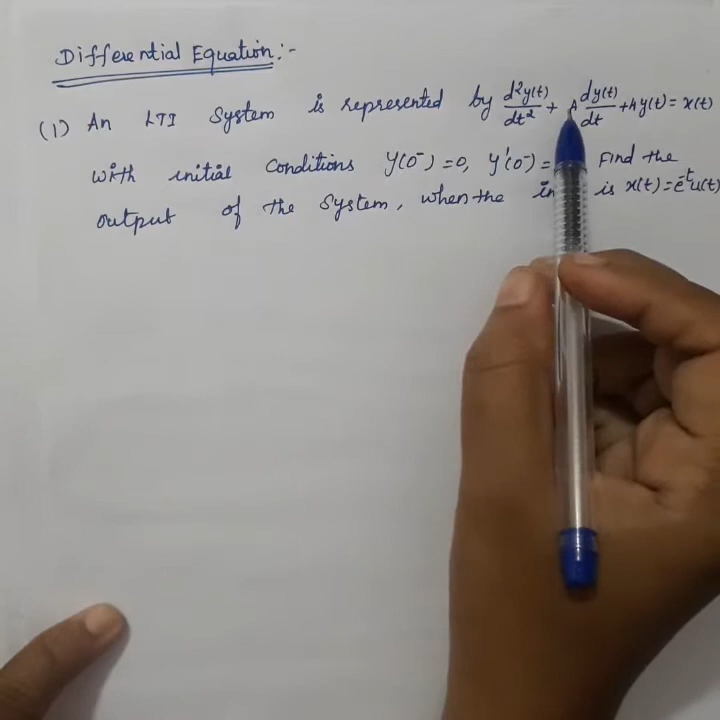 Differential Equation :-
(1) An LTI System is represented by d²y(t)/dt² + 4 dy(t)/dt + 4y(t) = x(t)
with initial conditions y(0⁻) = 0, y'(0⁻) = Find the
output of the System, when the is x(t) = e⁻ᵗu(t)